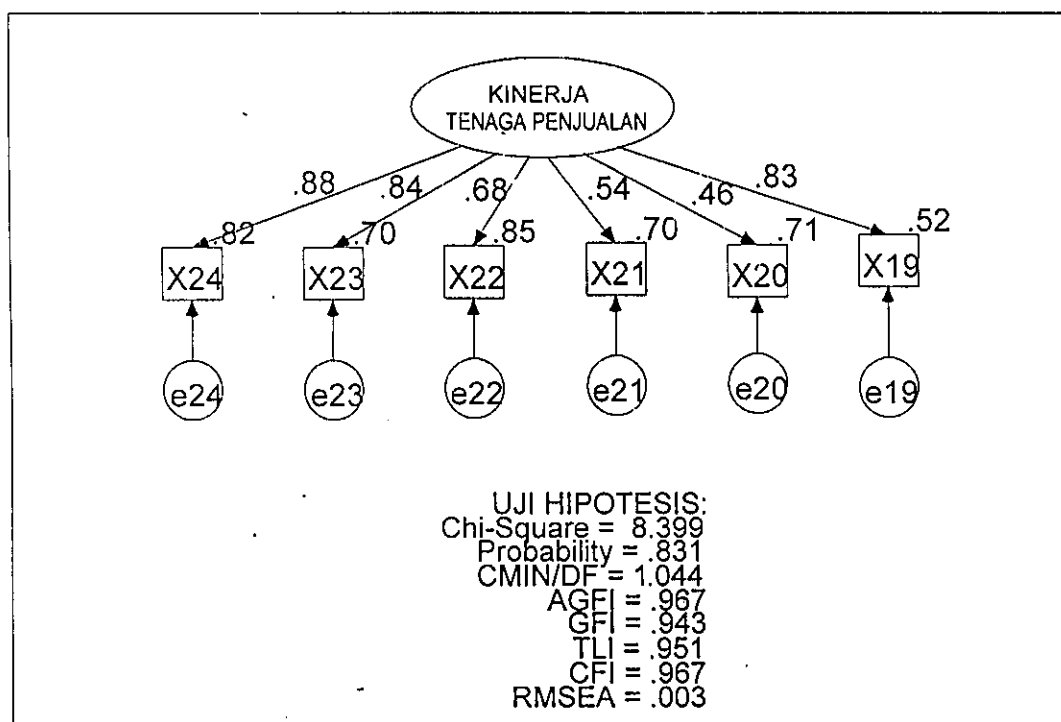 KINERJA
TENAGA PENJUALAN
.88 .84 .68 .54 .46 .83
.82 .70 .85 .70 .71 .52
X24 X23 X22 X21 X20 X19
e24 e23 e22 e21 e20 e19
UJI HIPOTESIS:
Chi-Square = 8.399
Probability = .831
CMIN/DF = 1.044
AGFI = .967
GFI = .943
TLI = .951
CFI = .967
RMSEA = .003